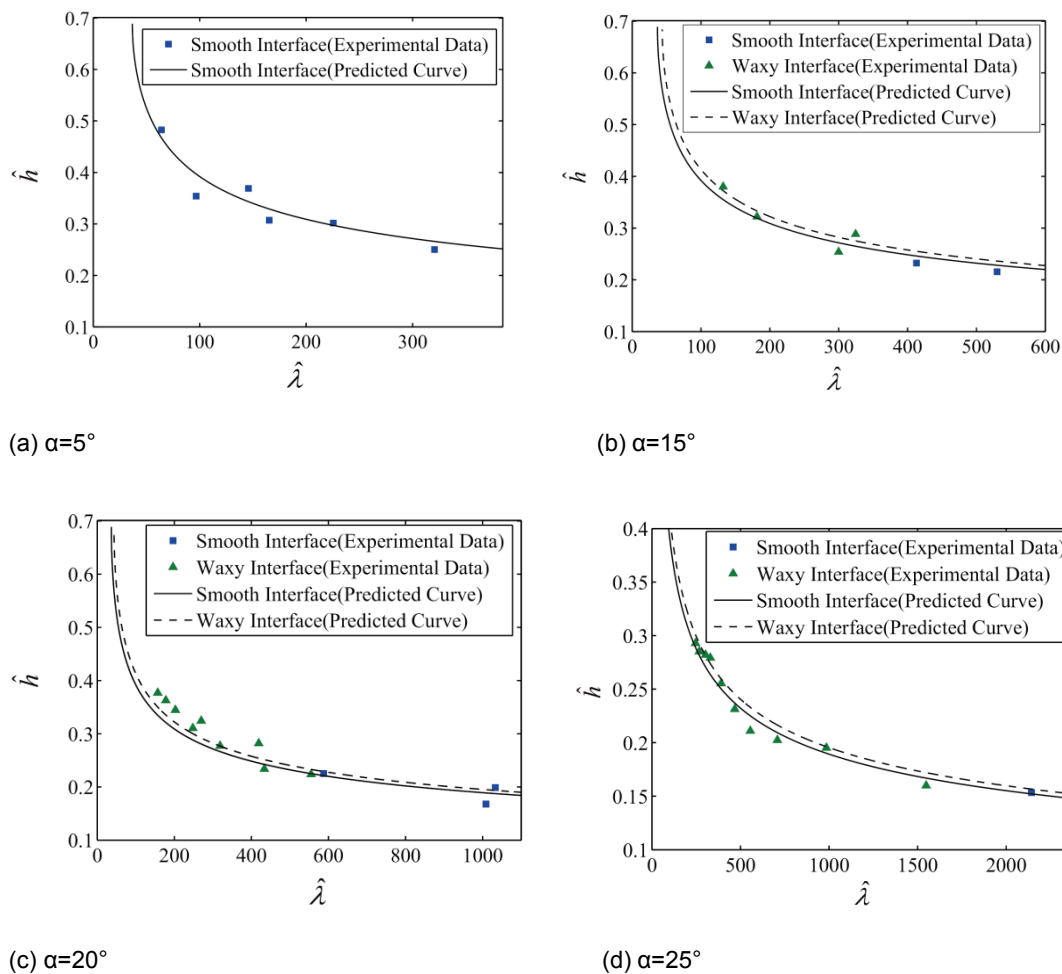 0.7
0.6
0.5
0.4
0.3
0.2
0.1
ĥ
Smooth Interface(Experimental Data)
Smooth Interface(Predicted Curve)
0 100 200 300
λ̂
(a) α=5°
0.7
0.6
0.5
0.4
0.3
0.2
0.1
ĥ
Smooth Interface(Experimental Data)
Waxy Interface(Experimental Data)
Smooth Interface(Predicted Curve)
Waxy Interface(Predicted Curve)
0 100 200 300 400 500 600
λ̂
(b) α=15°
0.7
0.6
0.5
0.4
0.3
0.2
0.1
ĥ
Smooth Interface(Experimental Data)
Waxy Interface(Experimental Data)
Smooth Interface(Predicted Curve)
Waxy Interface(Predicted Curve)
0 200 400 600 800 1000
λ̂
(c) α=20°
0.4
0.35
0.3
0.25
0.2
0.15
0.1
ĥ
Smooth Interface(Experimental Data)
Waxy Interface(Experimental Data)
Smooth Interface(Predicted Curve)
Waxy Interface(Predicted Curve)
0 500 1000 1500 2000
λ̂
(d) α=25°